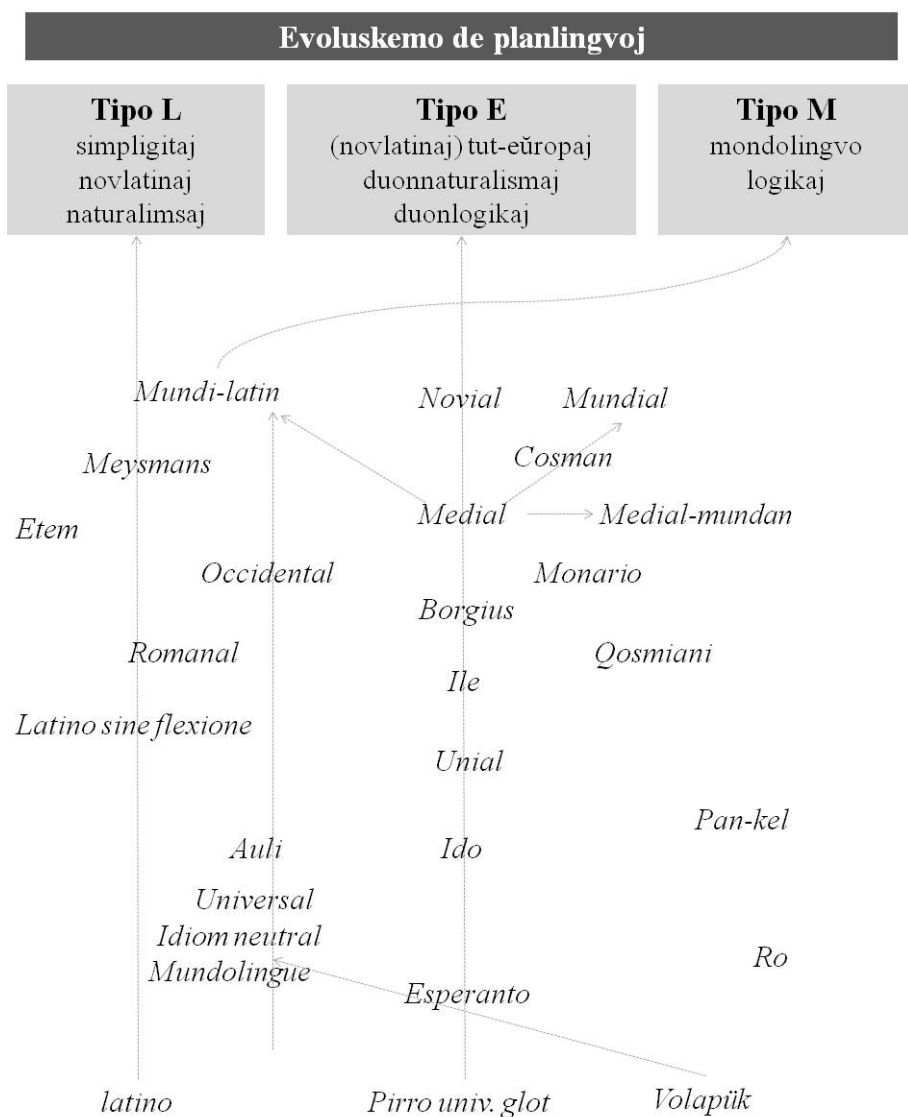 Evoluskemo de planlingvoj
Tipo L
simpligitaj
novlatinaj
naturalimsaj
Tipo E
(novlatinaj) tut-eŭropaj
duonnaturalismaj
duonlogikaj
Tipo M
mondolingvo
logikaj
Mundi-latin
Novial
Mundial
Meysmans
Cosman
Etem
Medial
Medial-mundan
Occidental
Monario
Borgius
Romanal
Qosmiani
Ile
Latino sine flexione
Unial
Pan-kel
Auli
Ido
Universal
Idiom neutral
Ro
Mundolingue
Esperanto
latino
Pirro univ. glot
Volapük